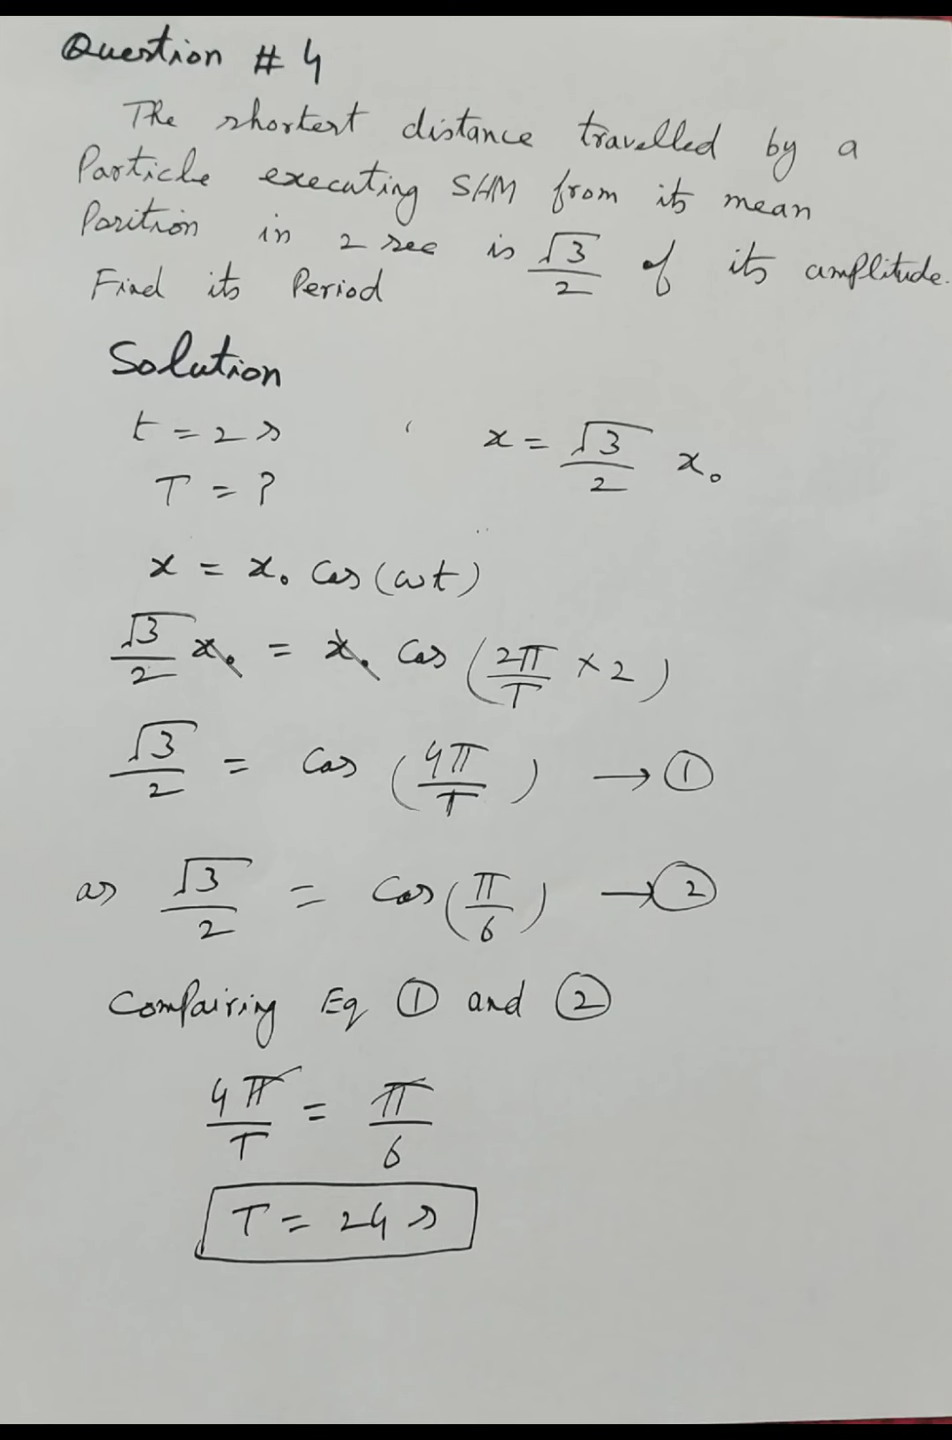 Question # 4
The shortest distance travelled by a
Particle executing SHM from its mean
Position in 2 sec is √3/2 of its amplitude.
Find its Period
Solution
t = 2 s , x = √3/2 x₀
T = ?
x = x₀ Cos (ωt)
√3/2 x₀ = x₀ Cos (2π/T × 2)
√3/2 = Cos (4π/T) → ①
as √3/2 = Cos (π/6) → ②
Compairing Eq ① and ②
4π/T = π/6
T = 24 s